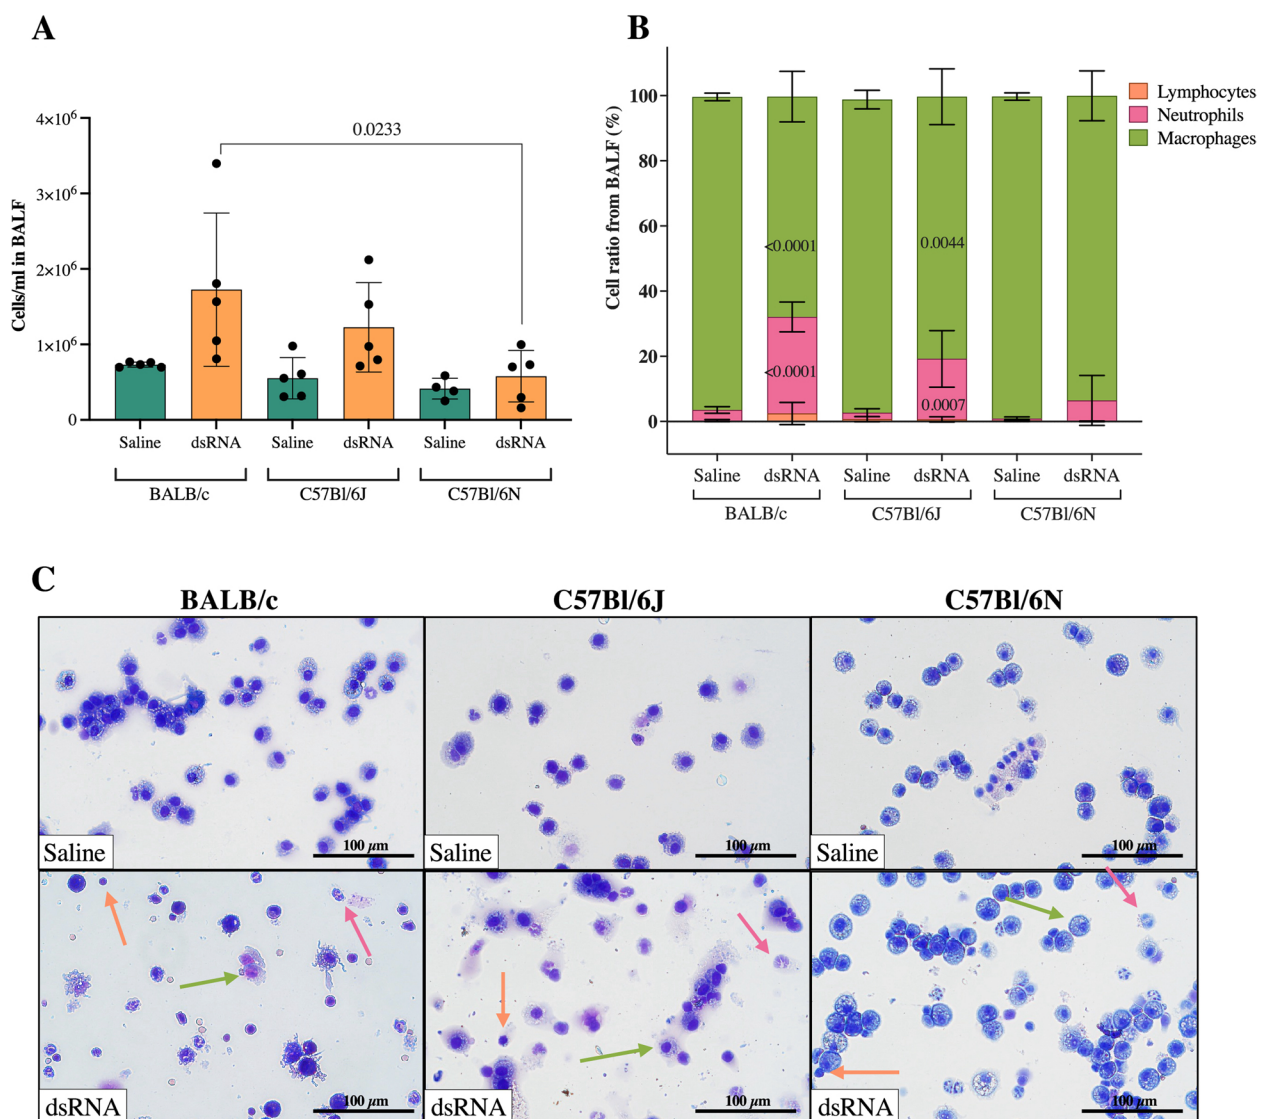 A
Cells/ml in BALF
4×10⁶
3×10⁶
2×10⁶
1×10⁶
0
0.0233
Saline dsRNA Saline dsRNA Saline dsRNA
BALB/c C57Bl/6J C57Bl/6N
B
Cell ratio from BALF (%)
100
80
60
40
20
0
<0.0001
<0.0001
0.0044
0.0007
Saline dsRNA Saline dsRNA Saline dsRNA
BALB/c C57Bl/6J C57Bl/6N
Lymphocytes
Neutrophils
Macrophages
C
BALB/c C57Bl/6J C57Bl/6N
Saline 100 µm Saline 100 µm Saline 100 µm
dsRNA 100 µm dsRNA 100 µm dsRNA 100 µm